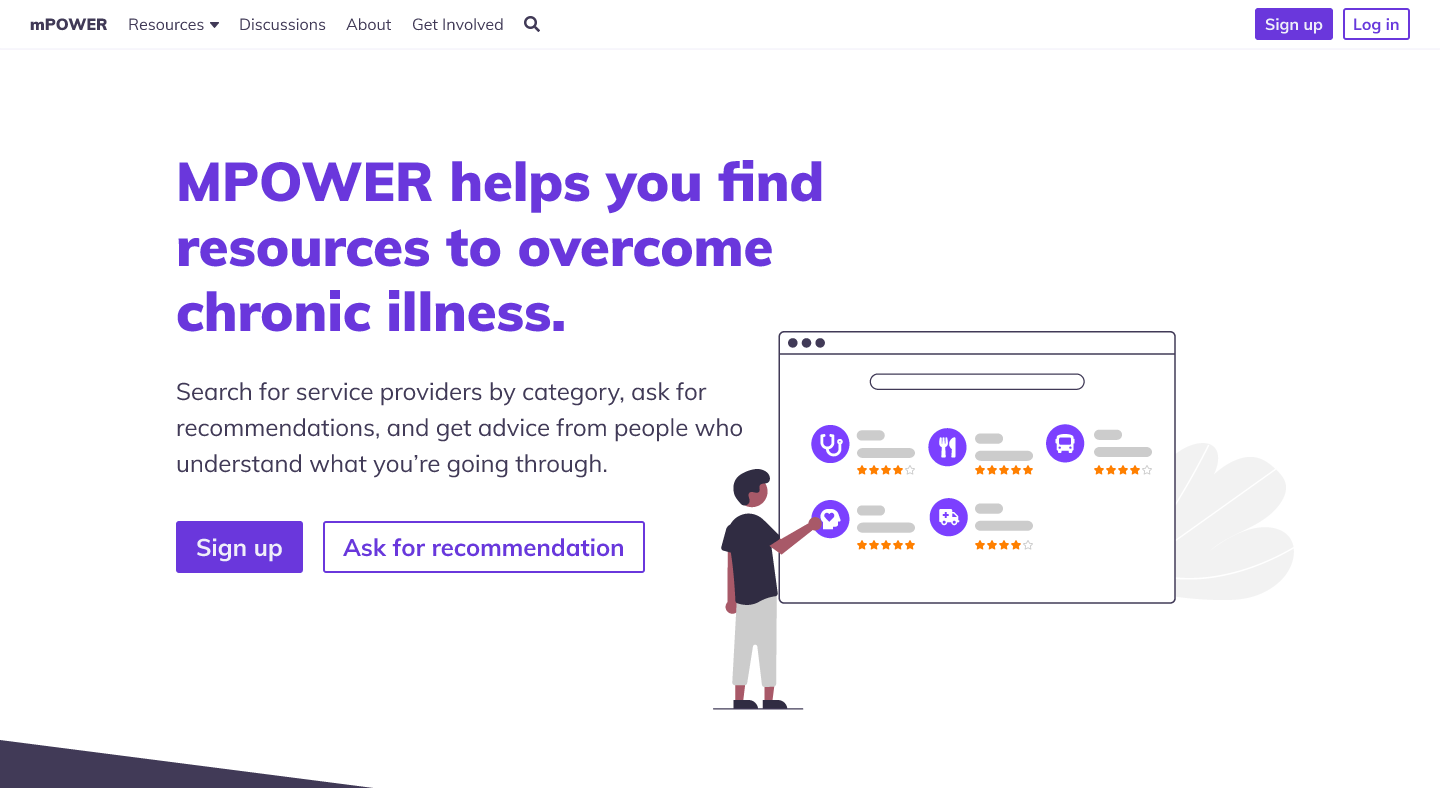 mPOWER Resources Discussions About Get Involved Sign up Log in
MPOWER helps you find
resources to overcome
chronic illness.
Search for service providers by category, ask for
recommendations, and get advice from people who
understand what you’re going through.
Sign up Ask for recommendation